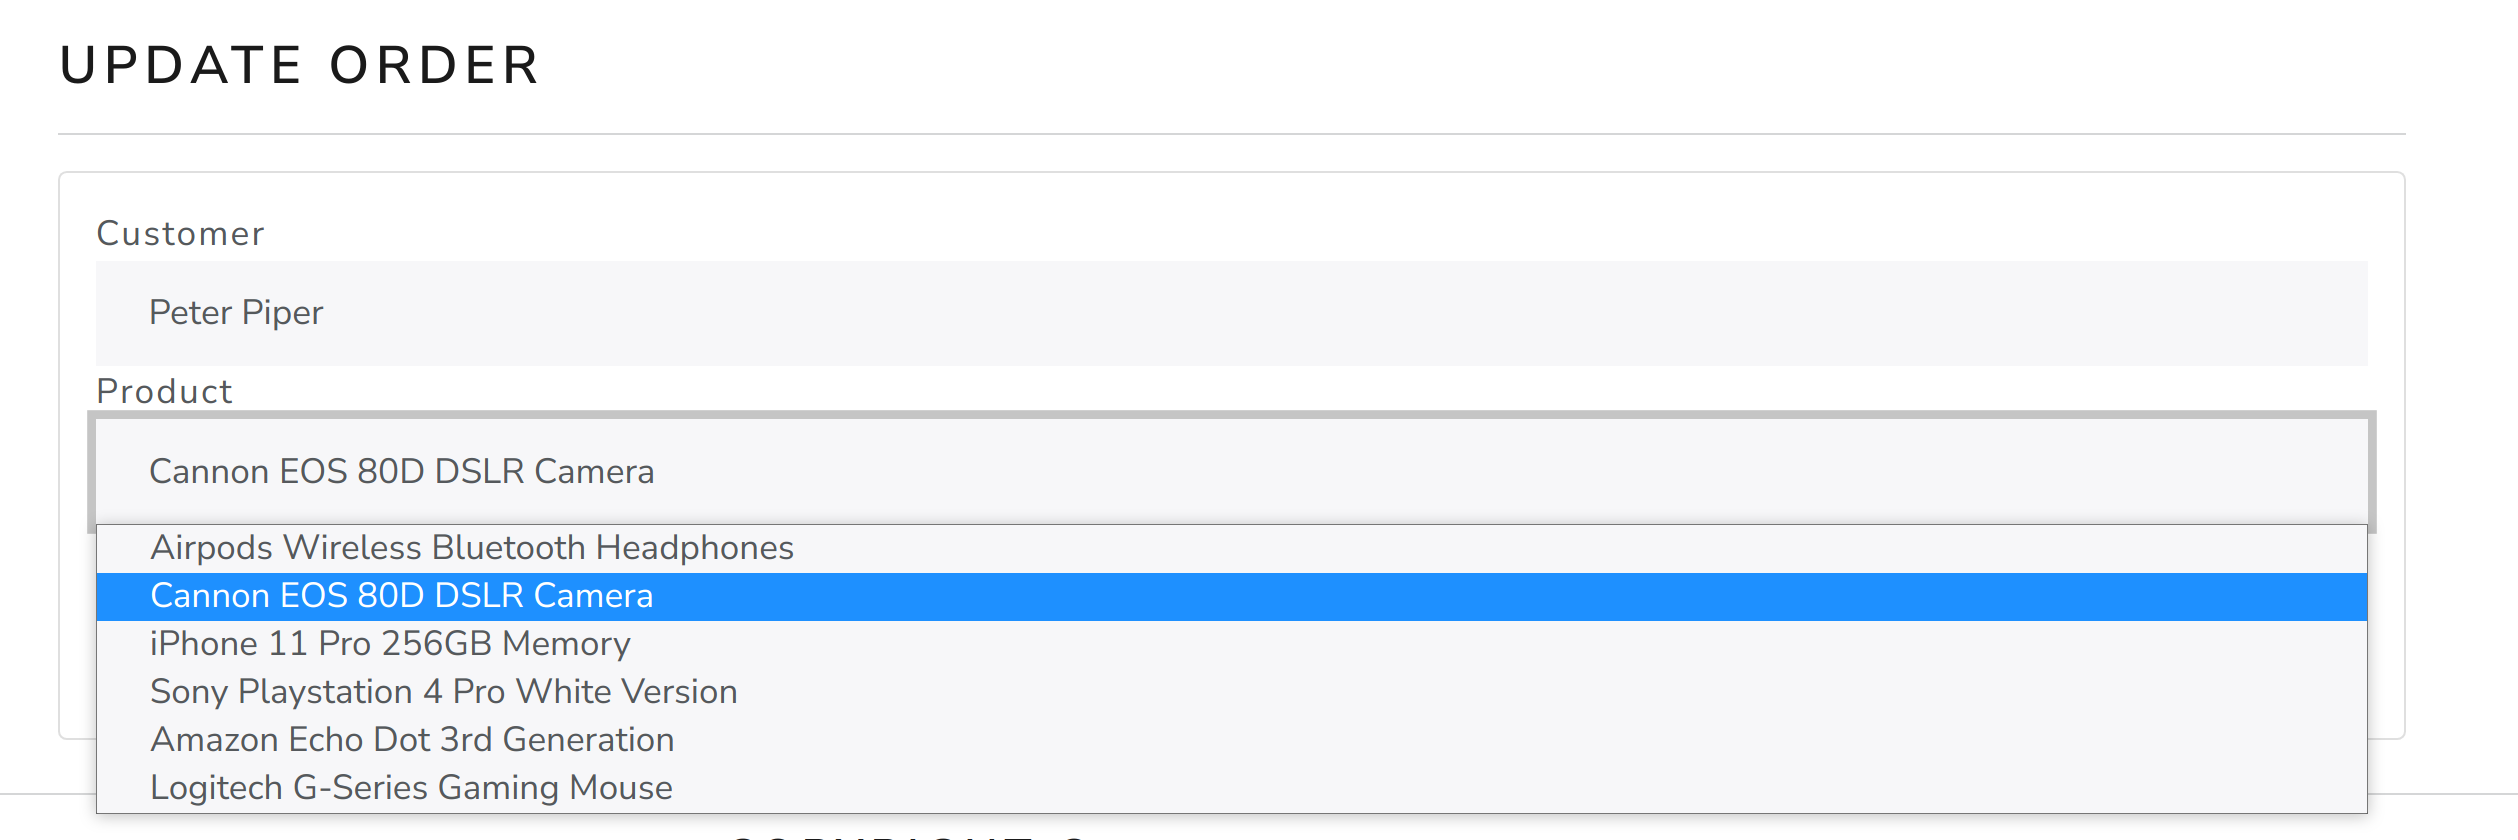 UPDATE ORDER
Customer
Peter Piper
Product
Cannon EOS 80D DSLR Camera
Airpods Wireless Bluetooth Headphones
Cannon EOS 80D DSLR Camera
iPhone 11 Pro 256GB Memory
Sony Playstation 4 Pro White Version
Amazon Echo Dot 3rd Generation
Logitech G-Series Gaming Mouse